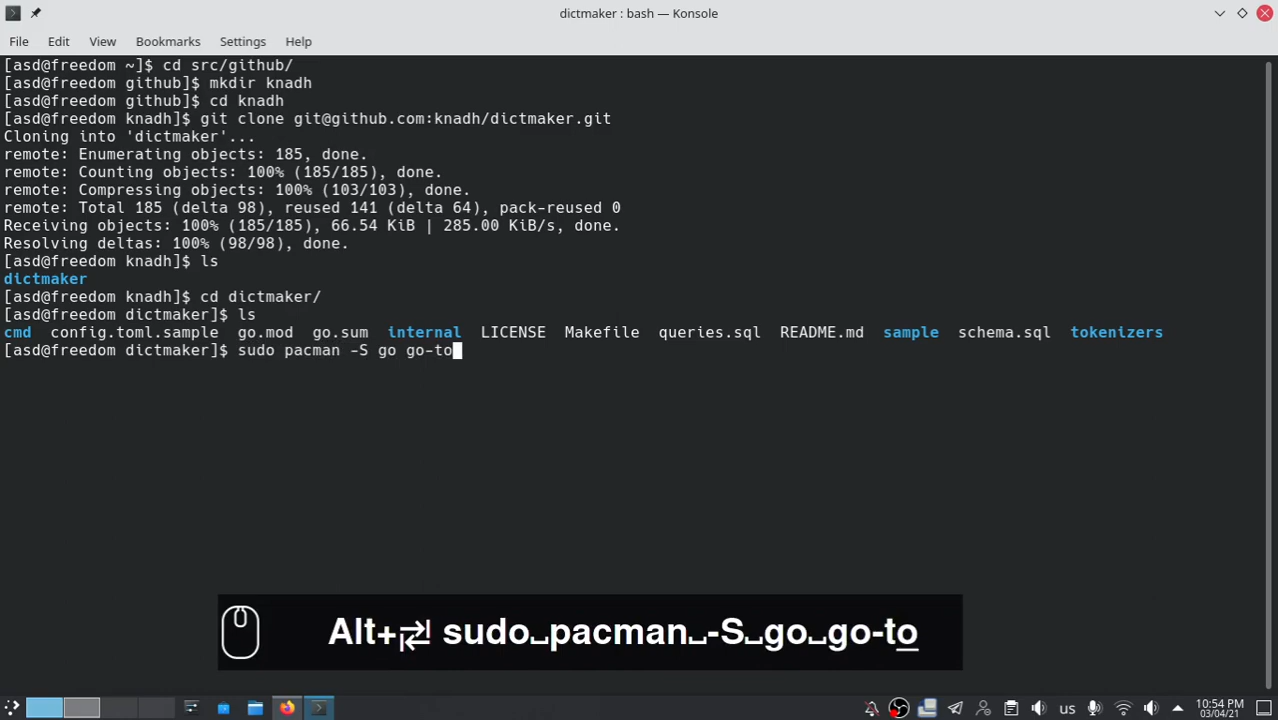 dictmaker : bash — Konsole
File Edit View Bookmarks Settings Help
[asd@freedom ~]$ cd src/github/
[asd@freedom github]$ mkdir knadh
[asd@freedom github]$ cd knadh
[asd@freedom knadh]$ git clone git@github.com:knadh/dictmaker.git
Cloning into 'dictmaker'...
remote: Enumerating objects: 185, done.
remote: Counting objects: 100% (185/185), done.
remote: Compressing objects: 100% (103/103), done.
remote: Total 185 (delta 98), reused 141 (delta 64), pack-reused 0
Receiving objects: 100% (185/185), 66.54 KiB | 285.00 KiB/s, done.
Resolving deltas: 100% (98/98), done.
[asd@freedom knadh]$ ls
dictmaker
[asd@freedom knadh]$ cd dictmaker/
[asd@freedom dictmaker]$ ls
cmd config.toml.sample go.mod go.sum internal LICENSE Makefile queries.sql README.md sample schema.sql tokenizers
[asd@freedom dictmaker]$ sudo pacman -S go go-to
Alt+⇄ sudo␣pacman␣-S␣go␣go-to
us 10:54 PM
03/04/21